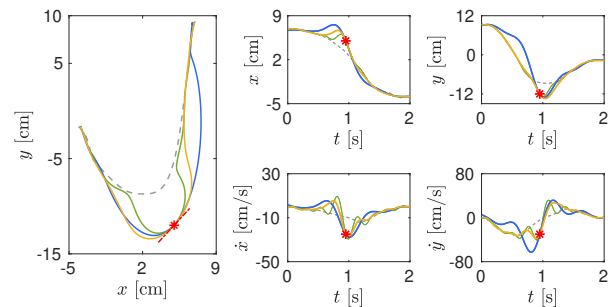 10
-5
-15
-5 2 9
x [cm]
y [cm]
9
2
-5
0 1 2
t [s]
x [cm]
12
0
-12
0 1 2
t [s]
y [cm]
30
-10
-50
0 1 2
t [s]
ẋ [cm/s]
80
0
-80
0 1 2
t [s]
ẏ [cm/s]